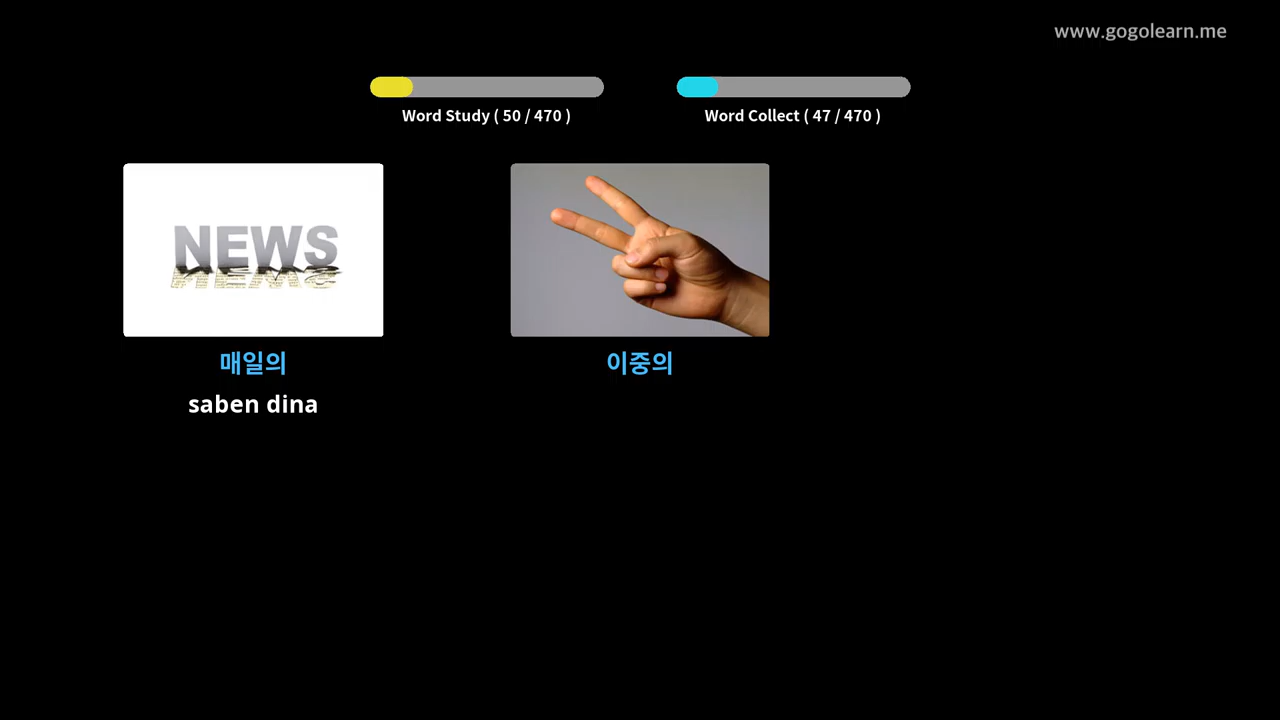 www.gogolearn.me
Word Study ( 50 / 470 )
Word Collect ( 47 / 470 )
NEWS
매일의
이중의
saben dina